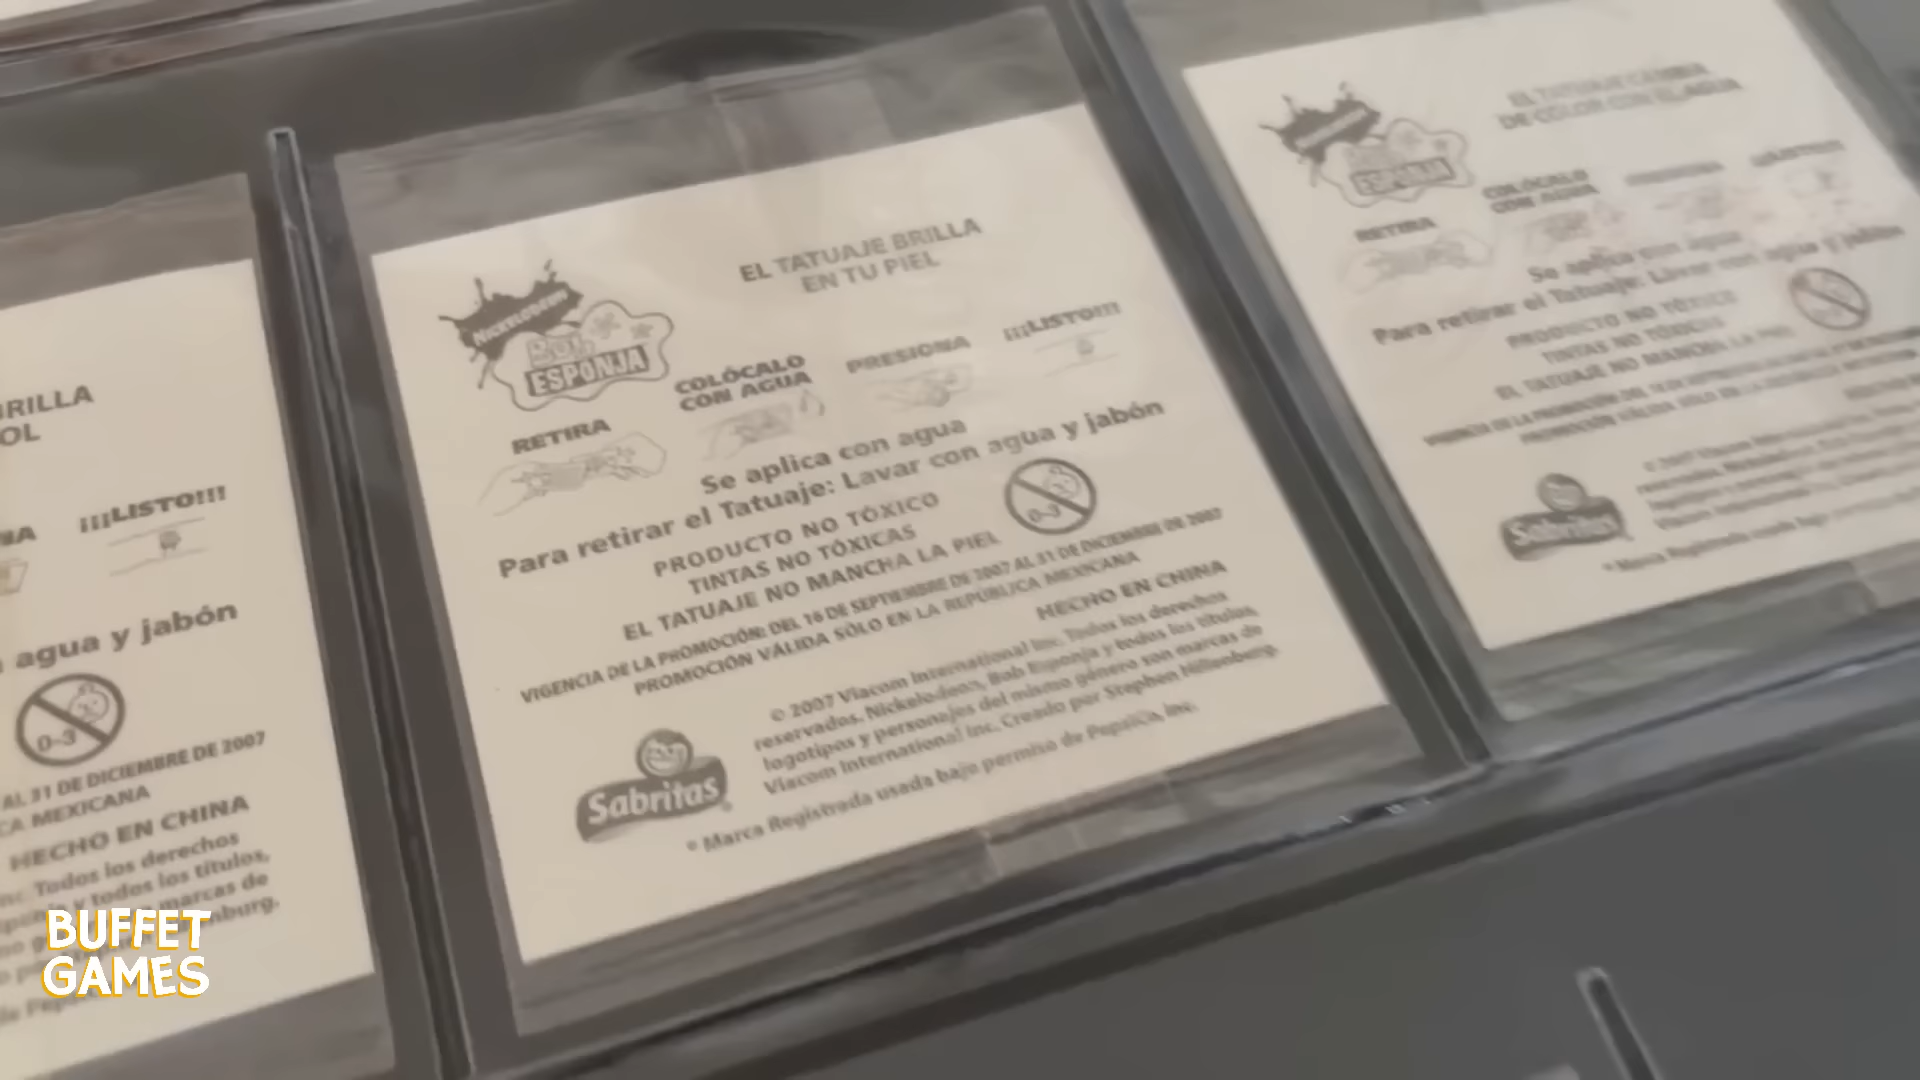 RILLA
OL
¡¡¡LISTO!!!
agua y jabón
0-3
AL 31 DE DICIEMBRE DE 2007
CA MEXICANA
HECHO EN CHINA
Inc. Todos los derechos
y todos los títulos,
marcas de
nburg.
NICKELODEON
BOB
ESPONJA
EL TATUAJE BRILLA
EN TU PIEL
RETIRA
COLÓCALO
CON AGUA
PRESIONA
¡¡¡LISTO!!!
Se aplica con agua
Para retirar el Tatuaje: Lavar con agua y jabón
PRODUCTO NO TÓXICO
TINTAS NO TÓXICAS
EL TATUAJE NO MANCHA LA PIEL
0-3
VIGENCIA DE LA PROMOCIÓN: DEL 16 DE SEPTIEMBRE DE 2007 AL 31 DE DICIEMBRE DE 2007
PROMOCIÓN VÁLIDA SÓLO EN LA REPÚBLICA MEXICANA
HECHO EN CHINA
© 2007 Viacom International Inc. Todos los derechos
reservados. Nickelodeon, Bob Esponja y todos los títulos,
logotipos y personajes del mismo género son marcas de
Viacom International Inc. Creado por Stephen Hillenburg.
Sabritas
® Marca Registrada usada bajo permiso de Pepsico, Inc.
ESPONJA
EL TATUAJE CAMBIA
DE COLOR CON EL AGUA
RETIRA
COLÓCALO
CON AGUA
Se aplica con agua
Para retirar el Tatuaje: Lavar con agua y jabón
PRODUCTO NO TÓXICO
TINTAS NO TÓXICAS
EL TATUAJE NO MANCHA LA PIEL
Sabritas
BUFFET
GAMES